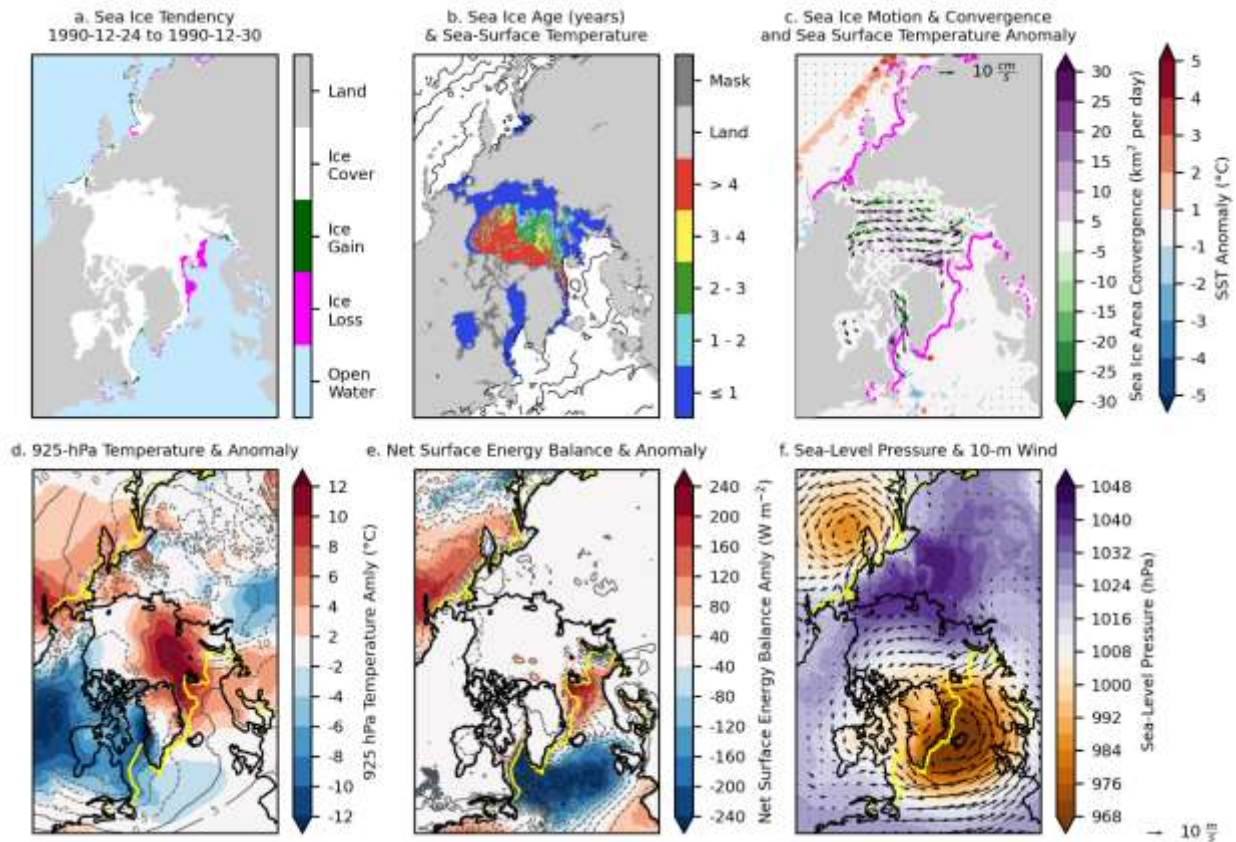 a. Sea Ice Tendency
1990-12-24 to 1990-12-30
Land
Ice
Cover
Ice
Gain
Ice
Loss
Open
Water
b. Sea Ice Age (years)
& Sea-Surface Temperature
Mask
Land
> 4
3 - 4
2 - 3
1 - 2
≤ 1
c. Sea Ice Motion & Convergence
and Sea Surface Temperature Anomaly
10 cm/s
30
25
20
15
10
5
-5
-10
-15
-20
-25
-30
Sea Ice Area Convergence (km² per day)
5
4
3
2
1
-1
-2
-3
-4
-5
SST Anomaly (°C)
d. 925-hPa Temperature & Anomaly
12
10
8
6
4
2
-2
-4
-6
-8
-10
-12
925 hPa Temperature Amly (°C)
e. Net Surface Energy Balance & Anomaly
240
200
160
120
80
40
-40
-80
-120
-160
-200
-240
Net Surface Energy Balance Amly (W m⁻²)
f. Sea-Level Pressure & 10-m Wind
1048
1040
1032
1024
1016
1008
1000
992
984
976
968
Sea-Level Pressure (hPa)
10 m/s